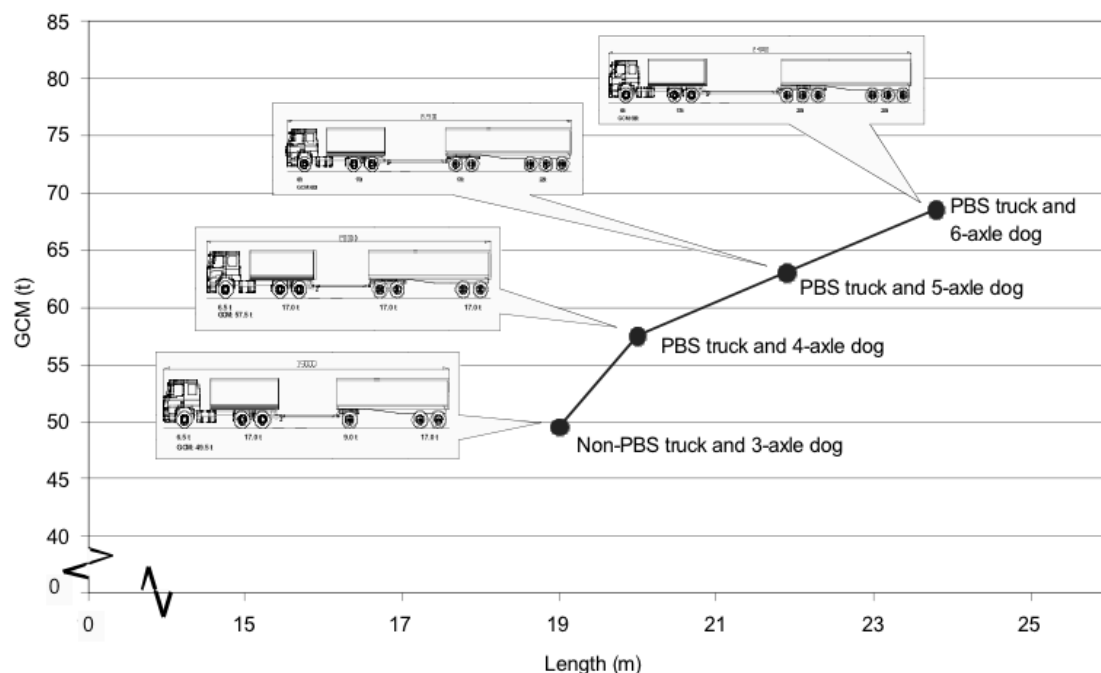 85
80
75
70
65
60
55
50
45
40
0
GCM (t)
0
15
17
19
21
23
25
Length (m)
PBS truck and
6-axle dog
PBS truck and 5-axle dog
PBS truck and 4-axle dog
6.5 t
17.0 t
17.0 t
17.0 t
GCM: 57.5 t
Non-PBS truck and 3-axle dog
6.5 t
17.0 t
9.0 t
17.0 t
GCM: 49.5 t